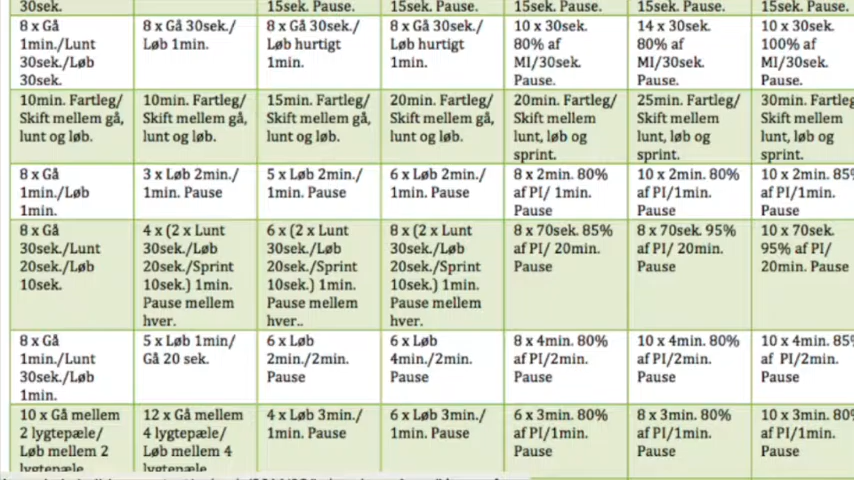 30sek.
15sek. Pause.
15sek. Pause.
15sek. Pause.
15sek. Pause.
15sek. Pause.
8 x Gå
1min./Lunt
30sek./Løb
30sek.
8 x Gå 30sek./
Løb 1min.
8 x Gå 30sek./
Løb hurtigt
1min.
8 x Gå 30sek./
Løb hurtigt
1min.
10 x 30sek.
80% af
MI/30sek.
Pause.
14 x 30sek.
80% af
MI/30sek.
Pause.
10 x 30sek.
100% af
MI/30sek.
Pause.
10min. Fartleg/
Skift mellem gå,
lunt og løb.
10min. Fartleg/
Skift mellem gå,
lunt og løb.
15min. Fartleg/
Skift mellem gå,
lunt og løb.
20min. Fartleg/
Skift mellem gå,
lunt og løb.
20min. Fartleg/
Skift mellem
lunt, løb og
sprint.
25min. Fartleg/
Skift mellem
lunt, løb og
sprint.
30min. Fartleg
Skift mellem
lunt, løb og
sprint.
8 x Gå
1min./Løb
1min.
3 x Løb 2min./
1min. Pause
5 x Løb 2min./
1min. Pause
6 x Løb 2min./
1min. Pause
8 x 2min. 80%
af PI/ 1min.
Pause
10 x 2min. 80%
af PI/1min.
Pause
10 x 2min. 85%
af PI/1min.
Pause
8 x Gå
30sek./Lunt
20sek./Løb
10sek.
4 x (2 x Lunt
30sek./Løb
20sek./Sprint
10sek.) 1min.
Pause mellem
hver.
6 x (2 x Lunt
30sek./Løb
20sek./Sprint
10sek.) 1min.
Pause mellem
hver..
8 x (2 x Lunt
30sek./Løb
20sek./Sprint
10sek.) 1min.
Pause mellem
hver.
8 x 70sek. 85%
af PI/ 20min.
Pause
8 x 70sek. 95%
af PI/ 20min.
Pause
10 x 70sek.
95% af PI/
20min. Pause
8 x Gå
1min./Lunt
30sek./Løb
1min.
5 x Løb 1min/
Gå 20 sek.
6 x Løb
2min./2min.
Pause
6 x Løb
4min./2min.
Pause
8 x 4min. 80%
af PI/2min.
Pause
10 x 4min. 80%
af PI/2min.
Pause
10 x 4min. 85%
af PI/2min.
Pause
10 x Gå mellem
2 lygtepæle/
Løb mellem 2
lygtepæle
12 x Gå mellem
4 lygtepæle/
Løb mellem 4
lygtepæle
4 x Løb 3min./
1min. Pause
6 x Løb 3min./
1min. Pause
6 x 3min. 80%
af PI/1min.
Pause
8 x 3min. 80%
af PI/1min.
Pause
10 x 3min. 80%
af PI/1min.
Pause